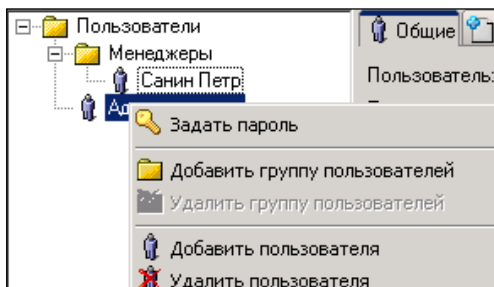 Пользователи
Менеджеры
Санин Петр
Общие
Пользователь:
Задать пароль
Добавить группу пользователей
Удалить группу пользователей
Добавить пользователя
Удалить пользователя